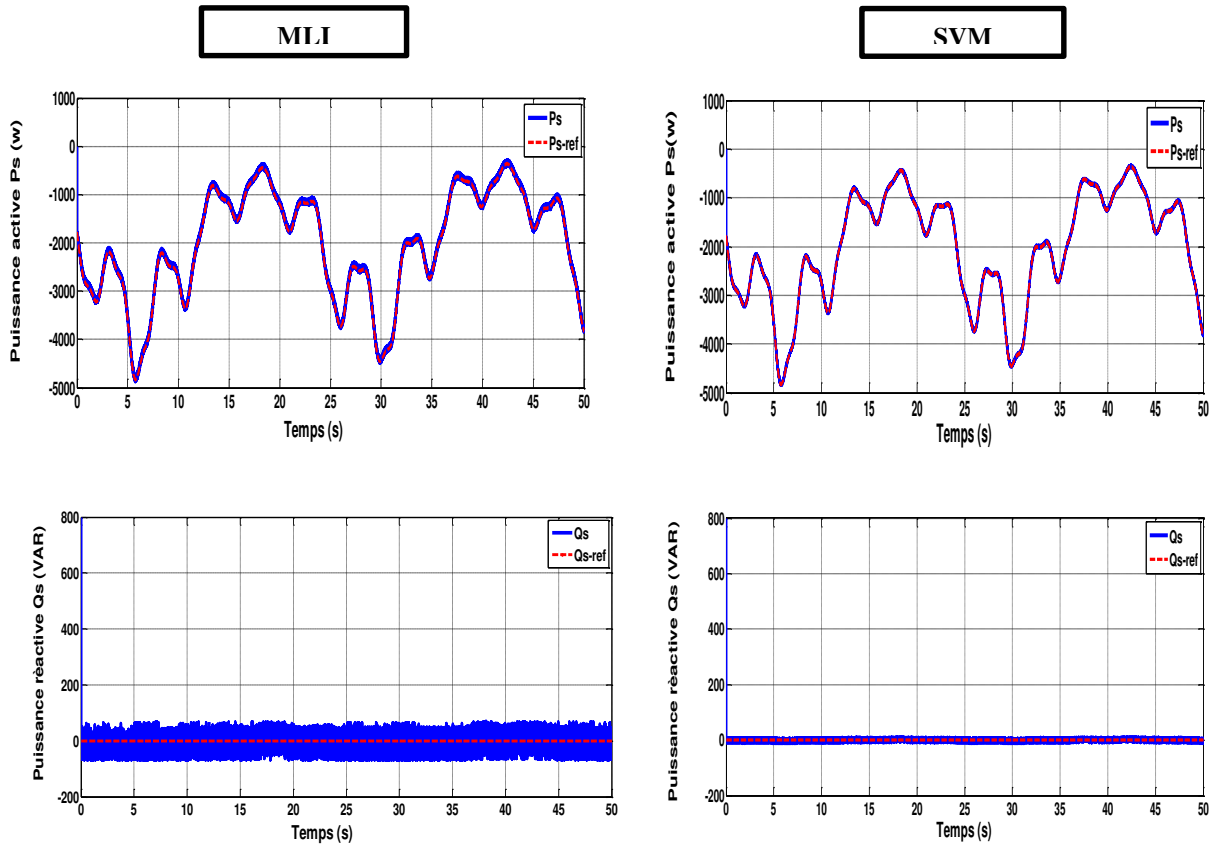 MLI
SVM
Puissance active Ps (w)
1000
0
-1000
-2000
-3000
-4000
-5000
0 5 10 15 20 25 30 35 40 45 50
Temps (s)
Ps
Ps-ref
Puissance active Ps(w)
1000
0
-1000
-2000
-3000
-4000
-5000
0 5 10 15 20 25 30 35 40 45 50
Temps (s)
Ps
Ps-ref
Puissance rèactive Qs (VAR)
800
600
400
200
0
-200
0 5 10 15 20 25 30 35 40 45 50
Temps (s)
Qs
Qs-ref
Puissance rèactive Qs (VAR)
800
600
400
200
0
-200
0 5 10 15 20 25 30 35 40 45 50
Temps (s)
Qs
Qs-ref